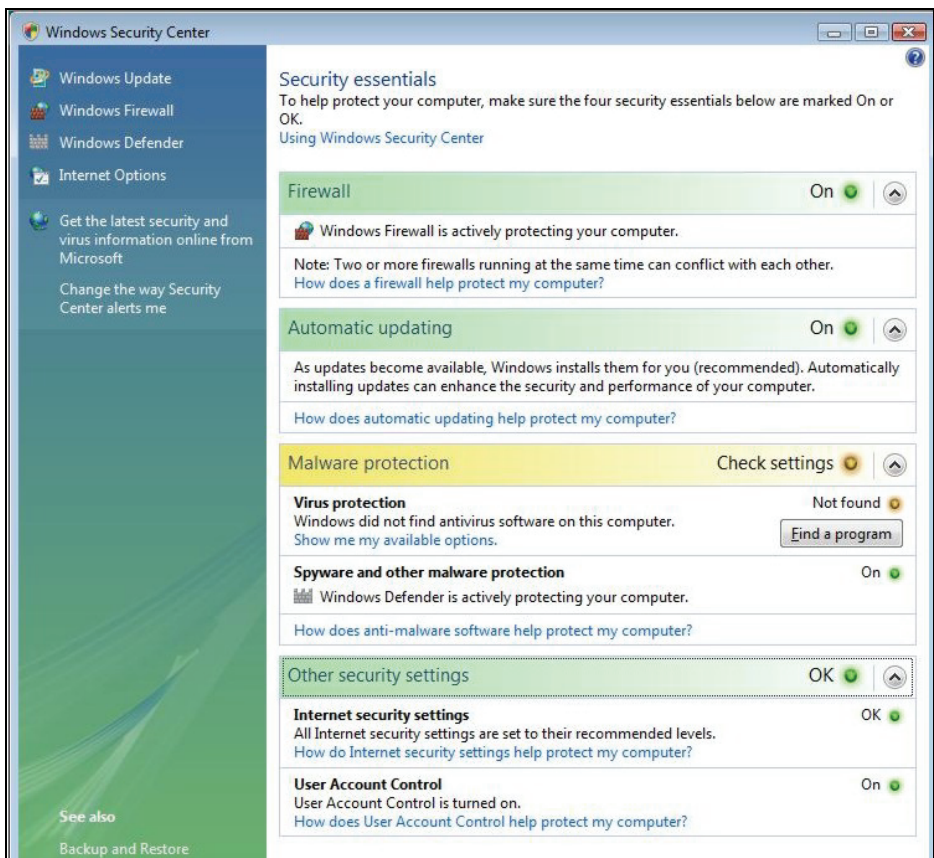 Windows Security Center
Windows Update
Windows Firewall
Windows Defender
Internet Options
Get the latest security and
virus information online from
Microsoft
Change the way Security
Center alerts me
See also
Backup and Restore
Security essentials
To help protect your computer, make sure the four security essentials below are marked On or
OK.
Using Windows Security Center
Firewall On
Windows Firewall is actively protecting your computer.
Note: Two or more firewalls running at the same time can conflict with each other.
How does a firewall help protect my computer?
Automatic updating On
As updates become available, Windows installs them for you (recommended). Automatically
installing updates can enhance the security and performance of your computer.
How does automatic updating help protect my computer?
Malware protection Check settings
Virus protection Not found
Windows did not find antivirus software on this computer.
Show me my available options.
Find a program
Spyware and other malware protection On
Windows Defender is actively protecting your computer.
How does anti-malware software help protect my computer?
Other security settings OK
Internet security settings OK
All Internet security settings are set to their recommended levels.
How do Internet security settings help protect my computer?
User Account Control On
User Account Control is turned on.
How does User Account Control help protect my computer?